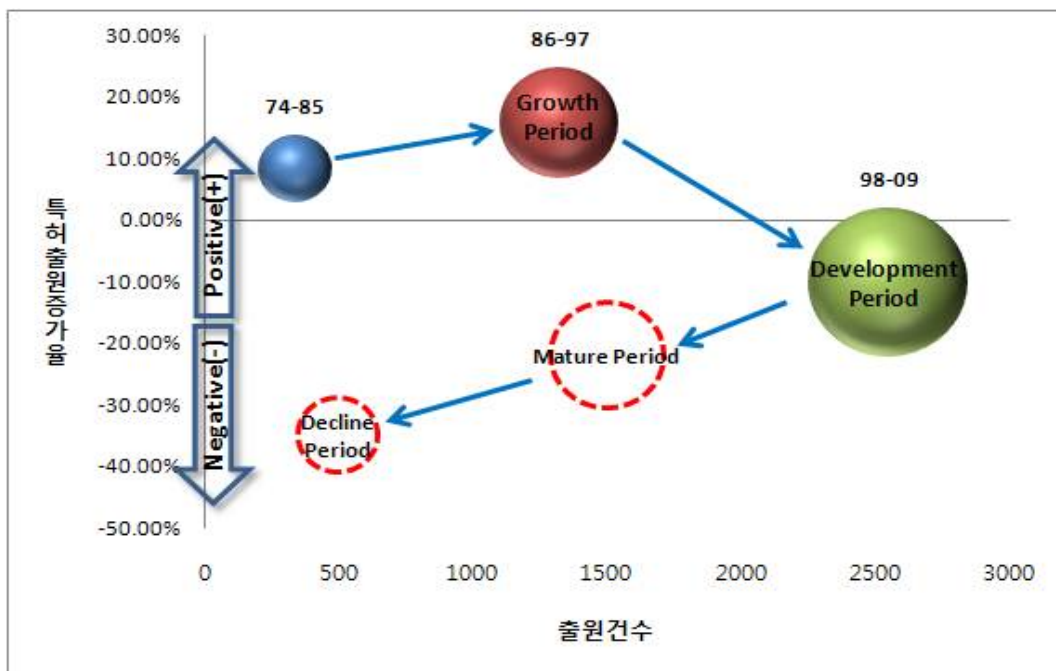 30.00%
20.00%
10.00%
0.00%
-10.00%
-20.00%
-30.00%
-40.00%
-50.00%
특허출원증가율
Positive(+)
Negative(-)
74-85
86-97
Growth
Period
98-09
Development
Period
Mature Period
Decline
Period
0
500
1000
1500
2000
2500
3000
출원건수